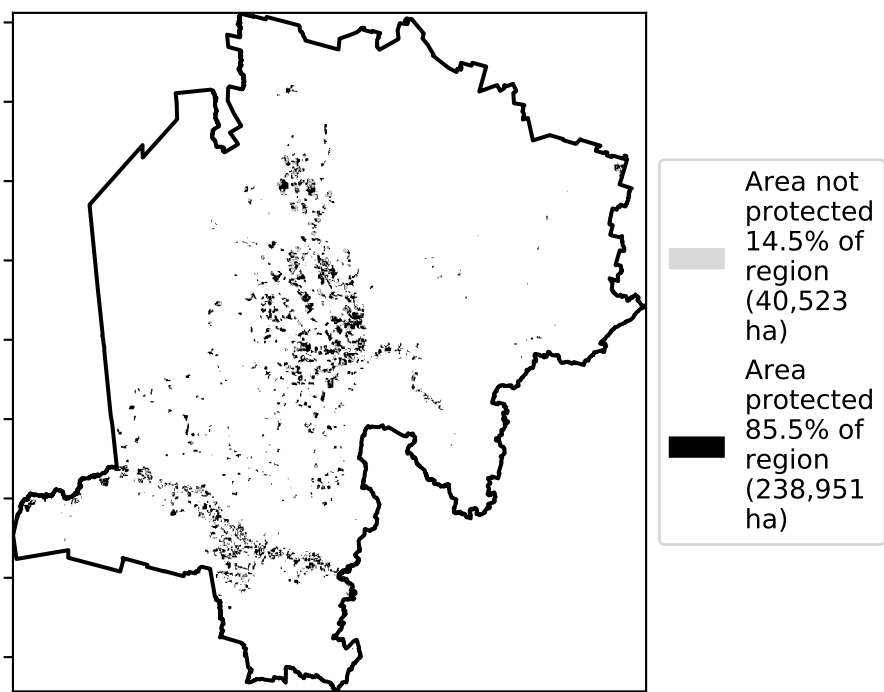 Area not
protected
14.5% of
region
(40,523
ha)
Area
protected
85.5% of
region
(238,951
ha)